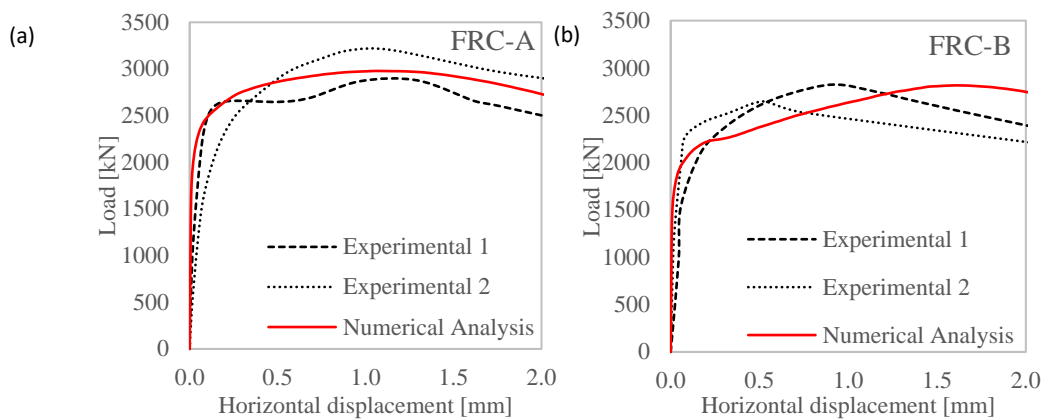 (a)
FRC-A
3500
3000
2500
2000
1500
1000
500
0
Load [kN]
Experimental 1
Experimental 2
Numerical Analysis
0.0 0.5 1.0 1.5 2.0
Horizontal displacement [mm]
(b)
FRC-B
3500
3000
2500
2000
1500
1000
500
0
Load [kN]
Experimental 1
Experimental 2
Numerical Analysis
0.0 0.5 1.0 1.5 2.0
Horizontal displacement [mm]